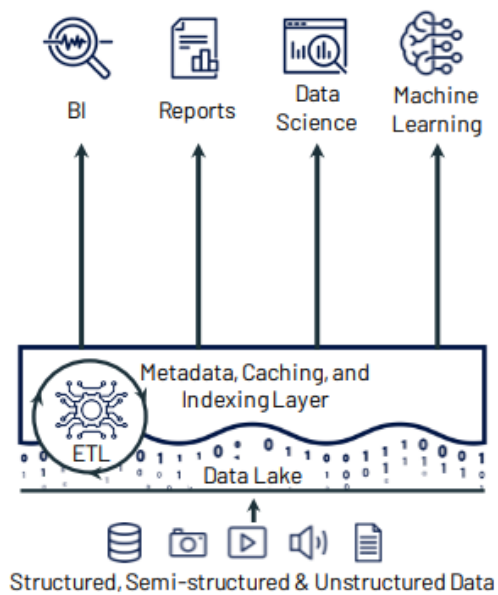 BI
Reports
Data
Science
Machine
Learning
Metadata, Caching, and
Indexing Layer
ETL
Data Lake
Structured, Semi-structured & Unstructured Data